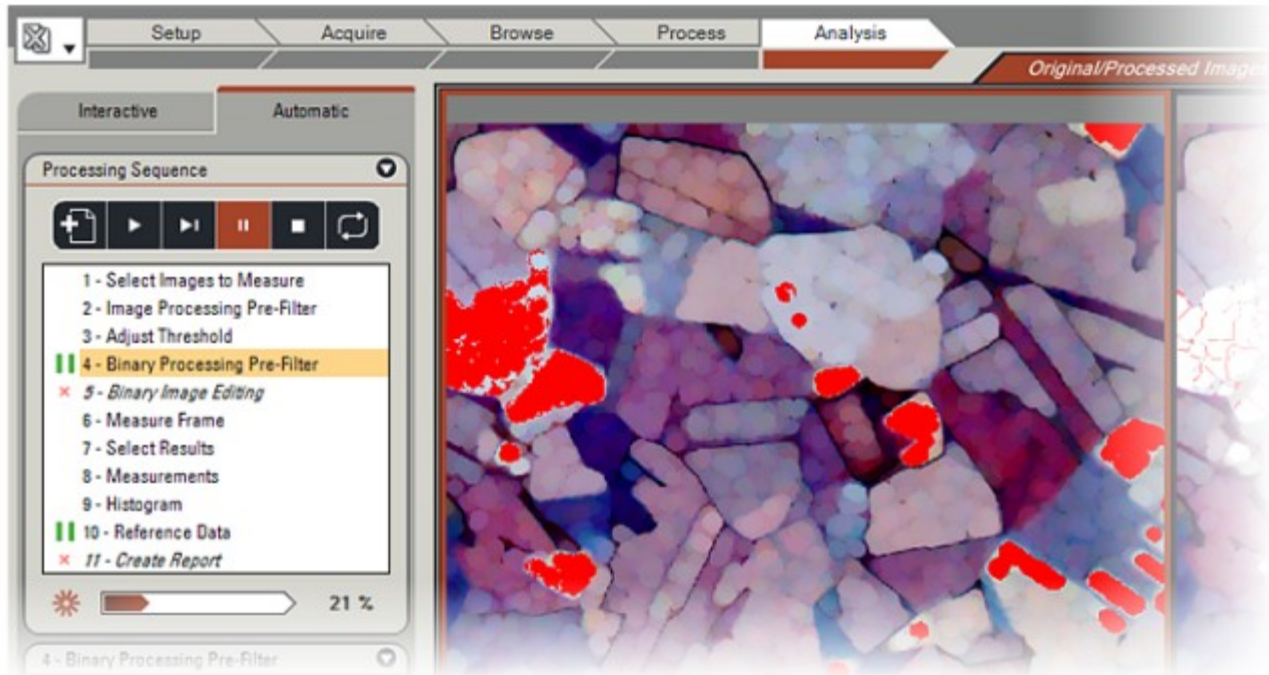 Setup
Acquire
Browse
Process
Analysis
Original/Processed Images
Interactive
Automatic
Processing Sequence
1 - Select Images to Measure
2 - Image Processing Pre-Filter
3 - Adjust Threshold
4 - Binary Processing Pre-Filter
5 - Binary Image Editing
6 - Measure Frame
7 - Select Results
8 - Measurements
9 - Histogram
10 - Reference Data
11 - Create Report
21 %
4 - Binary Processing Pre-Filter